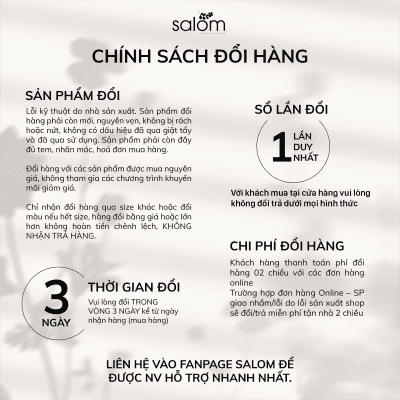 salom
CHÍNH SÁCH ĐỔI HÀNG
SẢN PHẨM ĐỔI
Lỗi kỹ thuật do nhà sản xuất. Sản phẩm đổi
hàng phải còn mới, nguyên vẹn, không bị rách
hoặc nứt, không có dấu hiệu đã qua giặt tẩy
và đã qua sử dụng. Sản phẩm phải còn đầy
đủ tem, nhãn mác, hoá đơn mua hàng.
Đổi hàng với các sản phẩm được mua nguyên
giá, không tham gia các chương trình khuyến
mãi giảm giá.
Chỉ nhận đổi hàng qua size khác hoặc đổi
màu nếu hết size, hàng đổi bằng giá hoặc lớn
hơn không hoàn tiền chênh lệch, KHÔNG
NHẬN TRẢ HÀNG.
SỐ LẦN ĐỔI
1 LẦN
DUY
NHẤT
Với khách mua tại cửa hàng vui lòng
không đổi trả dưới mọi hình thức
CHI PHÍ ĐỔI HÀNG
Khách hàng thanh toán phí đổi
hàng 02 chiều với các đơn hàng
online
Trường hợp đơn hàng Online – SP
giao nhầm/lỗi do lỗi sản xuất shop
sẽ đổi/trả miễn phí tận nhà 2 chiều
3
NGÀY
THỜI GIAN ĐỔI
Vui lòng đổi TRONG
VÒNG 3 NGÀY kể từ ngày
nhận hàng (mua hàng)
LIÊN HỆ VÀO FANPAGE SALOM ĐỂ
ĐƯỢC NV HỖ TRỢ NHANH NHẤT.